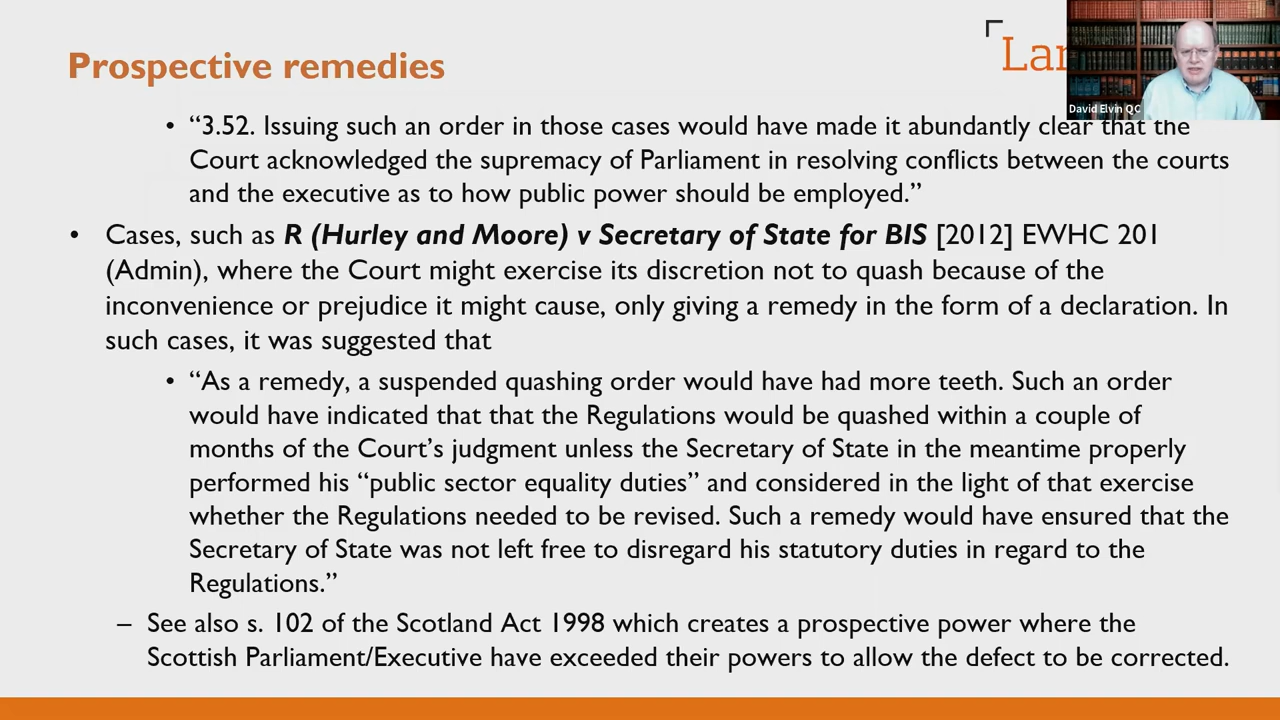 Prospective remedies
Lan
David Elvin QC
• “3.52. Issuing such an order in those cases would have made it abundantly clear that the
Court acknowledged the supremacy of Parliament in resolving conflicts between the courts
and the executive as to how public power should be employed.”
• Cases, such as R (Hurley and Moore) v Secretary of State for BIS [2012] EWHC 201
(Admin), where the Court might exercise its discretion not to quash because of the
inconvenience or prejudice it might cause, only giving a remedy in the form of a declaration. In
such cases, it was suggested that
• “As a remedy, a suspended quashing order would have had more teeth. Such an order
would have indicated that that the Regulations would be quashed within a couple of
months of the Court’s judgment unless the Secretary of State in the meantime properly
performed his “public sector equality duties” and considered in the light of that exercise
whether the Regulations needed to be revised. Such a remedy would have ensured that the
Secretary of State was not left free to disregard his statutory duties in regard to the
Regulations.”
– See also s. 102 of the Scotland Act 1998 which creates a prospective power where the
Scottish Parliament/Executive have exceeded their powers to allow the defect to be corrected.